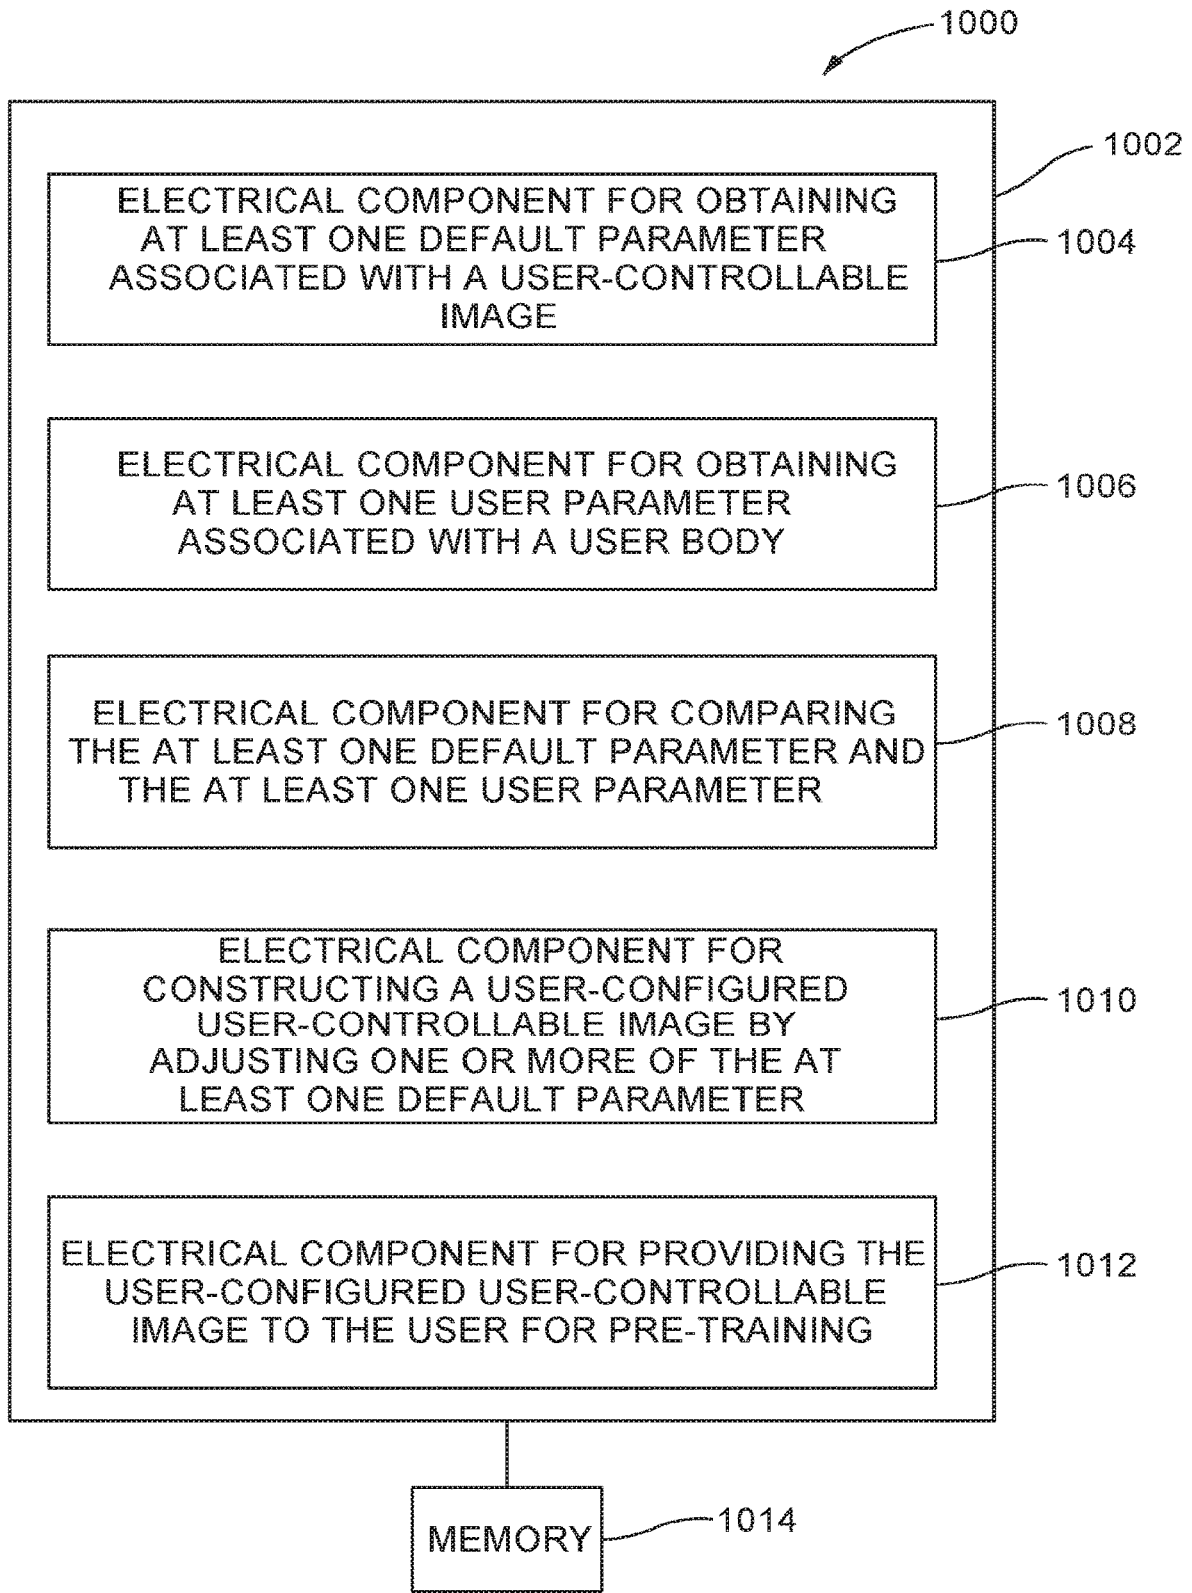 1000
1002
ELECTRICAL COMPONENT FOR OBTAINING
AT LEAST ONE DEFAULT PARAMETER
ASSOCIATED WITH A USER-CONTROLLABLE
IMAGE
1004
ELECTRICAL COMPONENT FOR OBTAINING
AT LEAST ONE USER PARAMETER
ASSOCIATED WITH A USER BODY
1006
ELECTRICAL COMPONENT FOR COMPARING
THE AT LEAST ONE DEFAULT PARAMETER AND
THE AT LEAST ONE USER PARAMETER
1008
ELECTRICAL COMPONENT FOR
CONSTRUCTING A USER-CONFIGURED
USER-CONTROLLABLE IMAGE BY
ADJUSTING ONE OR MORE OF THE AT
LEAST ONE DEFAULT PARAMETER
1010
ELECTRICAL COMPONENT FOR PROVIDING THE
USER-CONFIGURED USER-CONTROLLABLE
IMAGE TO THE USER FOR PRE-TRAINING
1012
MEMORY
1014